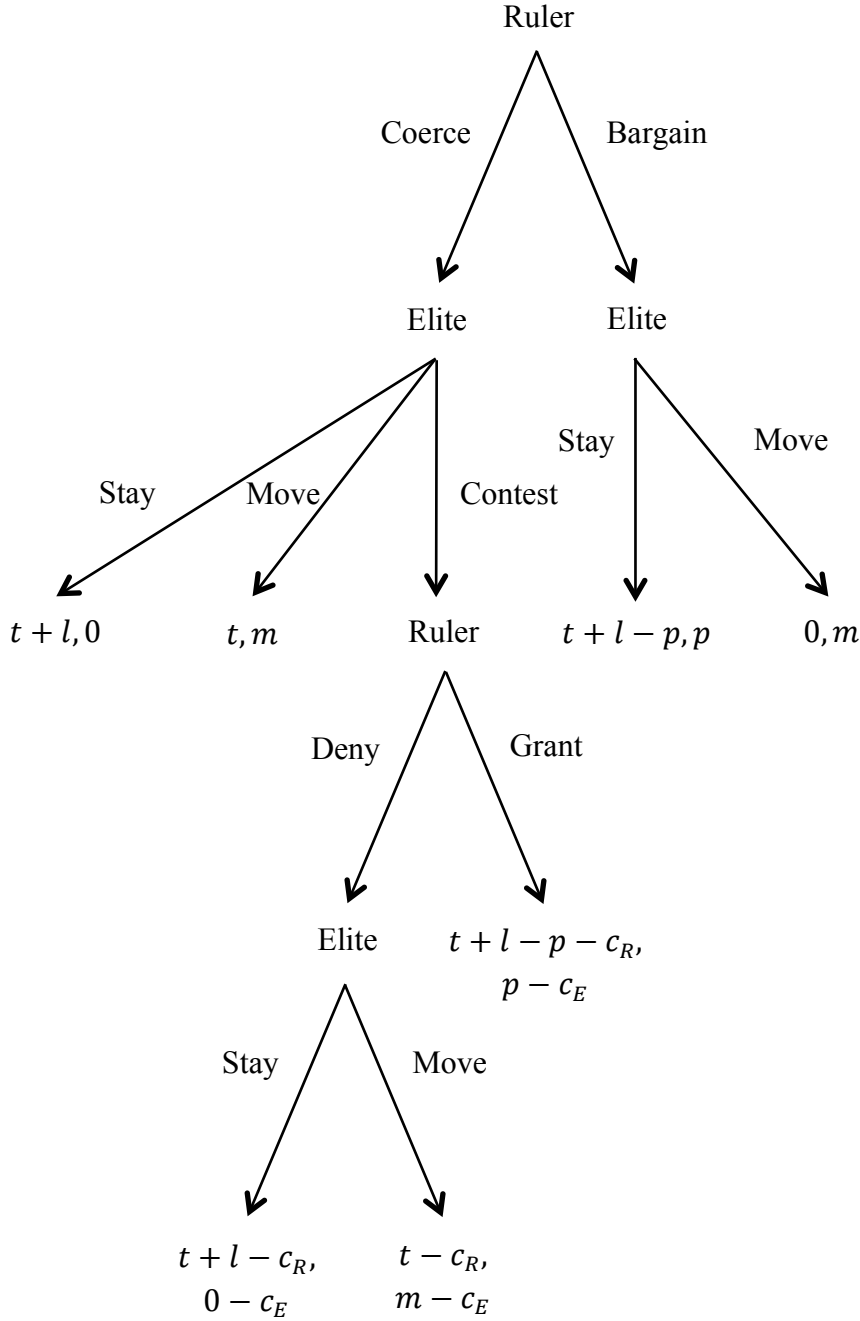 Ruler
Coerce
Bargain
Elite
Elite
Stay
Move
Contest
Stay
Move
t + l, 0
t, m
Ruler
t + l − p, p
0, m
Deny
Grant
Elite
t + l − p − c_R,
p − c_E
Stay
Move
t + l − c_R,
0 − c_E
t − c_R,
m − c_E